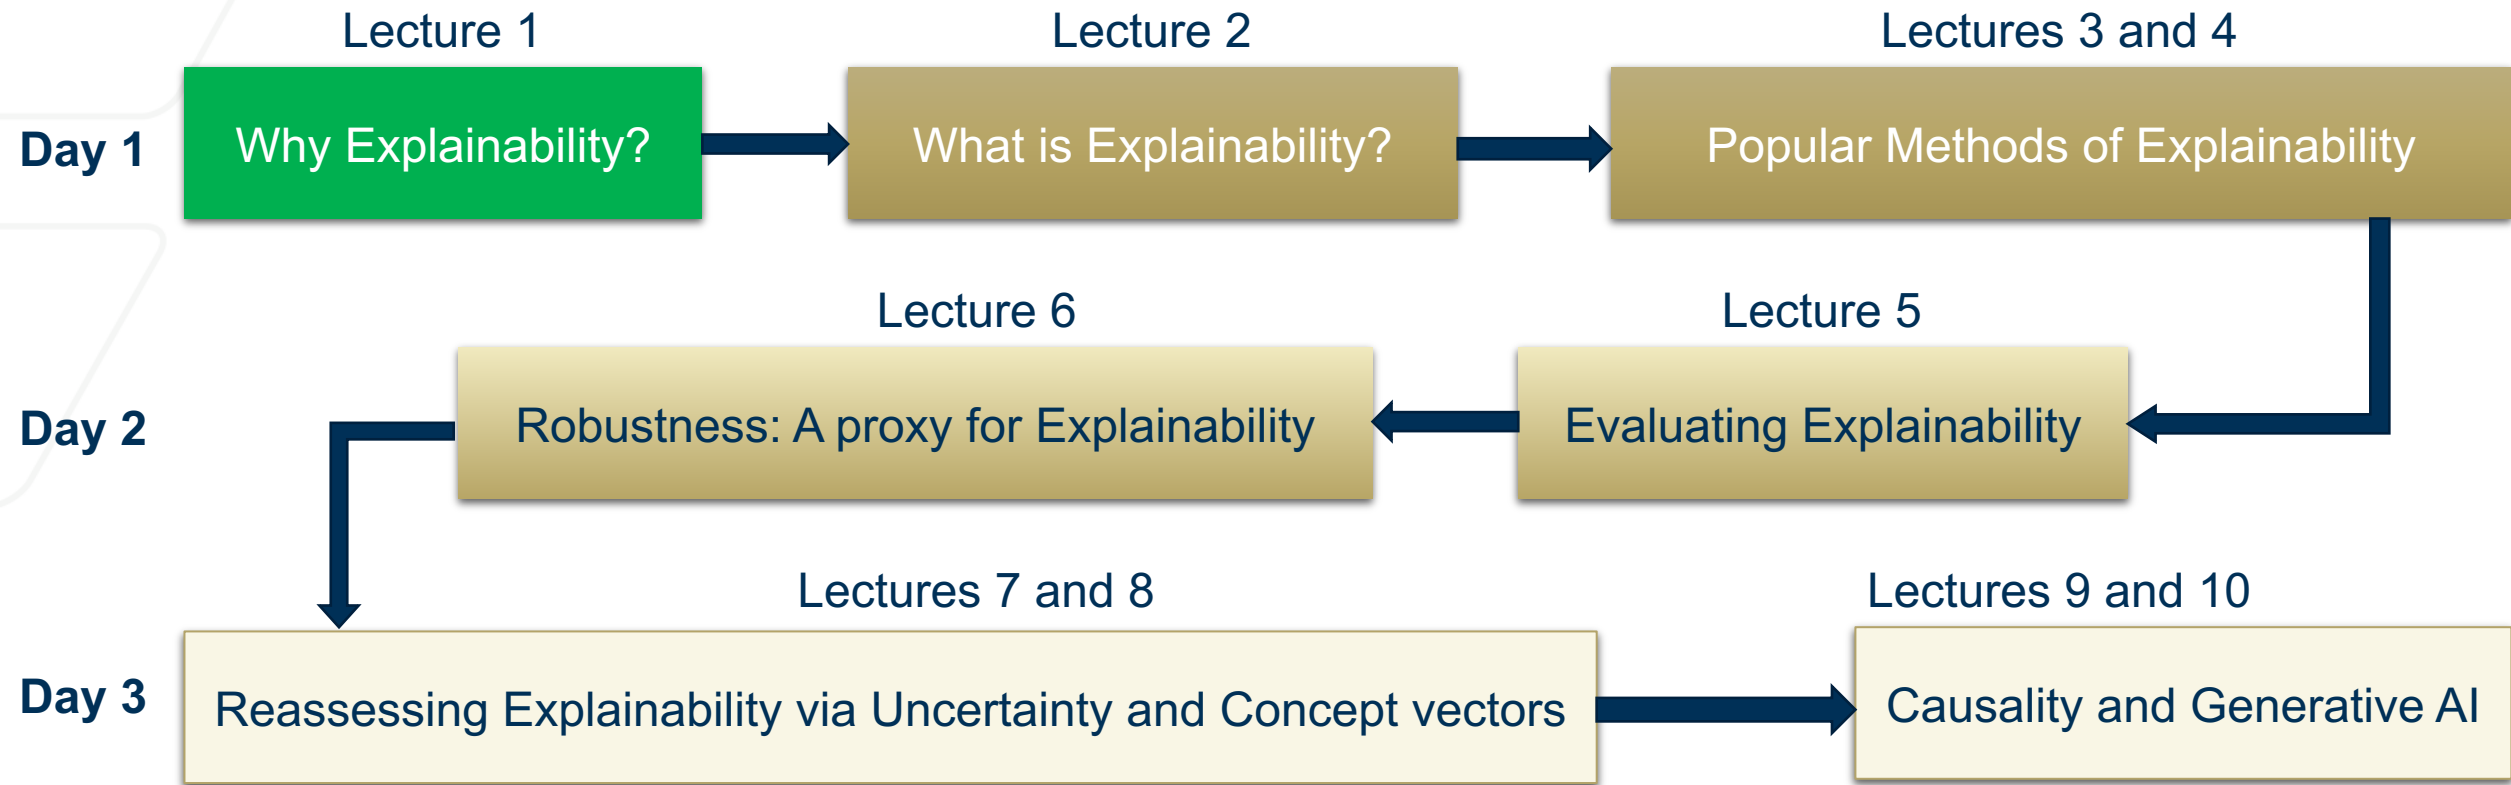 Lecture 1
Lecture 2
Lectures 3 and 4
Day 1
Why Explainability?
What is Explainability?
Popular Methods of Explainability
Lecture 6
Lecture 5
Day 2
Robustness: A proxy for Explainability
Evaluating Explainability
Lectures 7 and 8
Lectures 9 and 10
Day 3
Reassessing Explainability via Uncertainty and Concept vectors
Causality and Generative AI